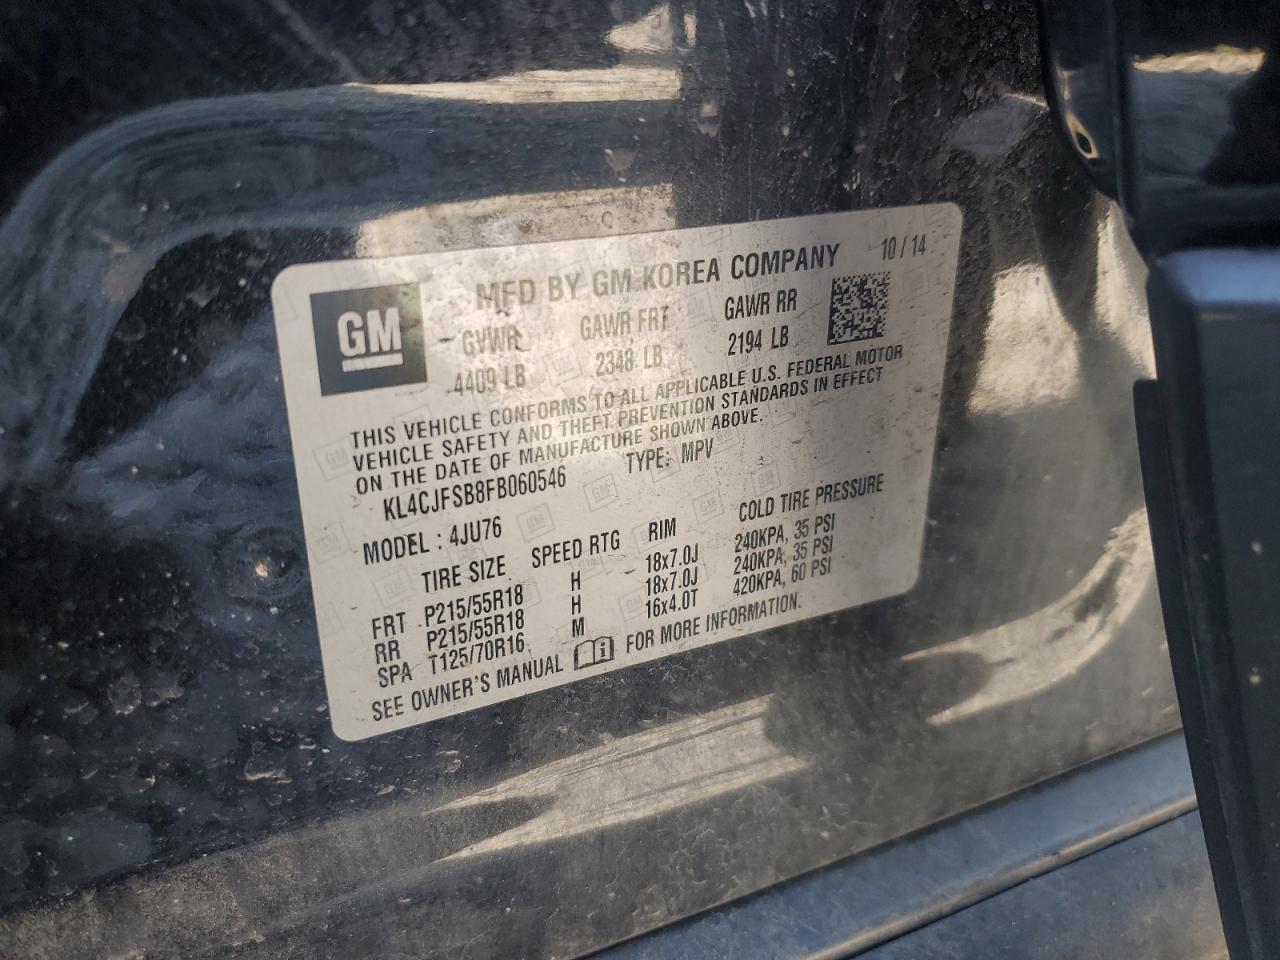 MFD BY GM KOREA COMPANY 10 / 14
GM
GVWR GAWR FRT GAWR RR
4409 LB 2348 LB 2194 LB
THIS VEHICLE CONFORMS TO ALL APPLICABLE U.S. FEDERAL MOTOR
VEHICLE SAFETY AND THEFT PREVENTION STANDARDS IN EFFECT
ON THE DATE OF MANUFACTURE SHOWN ABOVE.
KL4CJFSB8FB060546 TYPE: MPV
MODEL : 4JU76
TIRE SIZE SPEED RTG RIM COLD TIRE PRESSURE
FRT P215/55R18 H 18x7.0J 240KPA, 35 PSI
RR P215/55R18 H 18x7.0J 240KPA, 35 PSI
SPA T125/70R16 M 16x4.0T 420KPA, 60 PSI
SEE OWNER'S MANUAL FOR MORE INFORMATION.